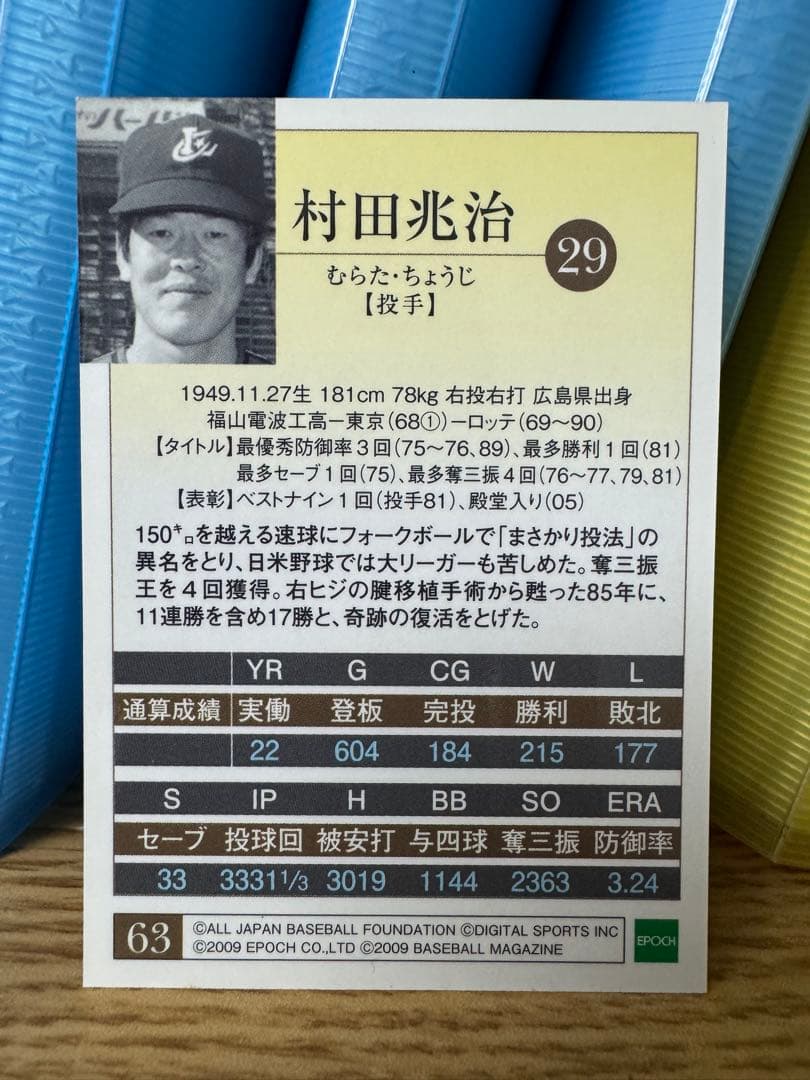 村田兆治
29
むらた・ちょうじ
【投手】
1949.11.27生 181cm 78kg 右投右打 広島県出身
福山電波工高－東京(68①)－ロッテ(69〜90)
【タイトル】最優秀防御率3回(75〜76、89)、最多勝利1回(81)
最多セーブ1回(75)、最多奪三振4回(76〜77、79、81)
【表彰】ベストナイン1回(投手81)、殿堂入り(05)
150㌔を越える速球にフォークボールで「まさかり投法」の
異名をとり、日米野球では大リーガーも苦しめた。奪三振
王を4回獲得。右ヒジの腱移植手術から甦った85年に、
11連勝を含め17勝と、奇跡の復活をとげた。
YR G CG W L
通算成績 実働 登板 完投 勝利 敗北
22 604 184 215 177
S IP H BB SO ERA
セーブ 投球回 被安打 与四球 奪三振 防御率
33 3331 1/3 3019 1144 2363 3.24
63
©ALL JAPAN BASEBALL FOUNDATION ©DIGITAL SPORTS INC
©2009 EPOCH CO.,LTD ©2009 BASEBALL MAGAZINE
EPOCH